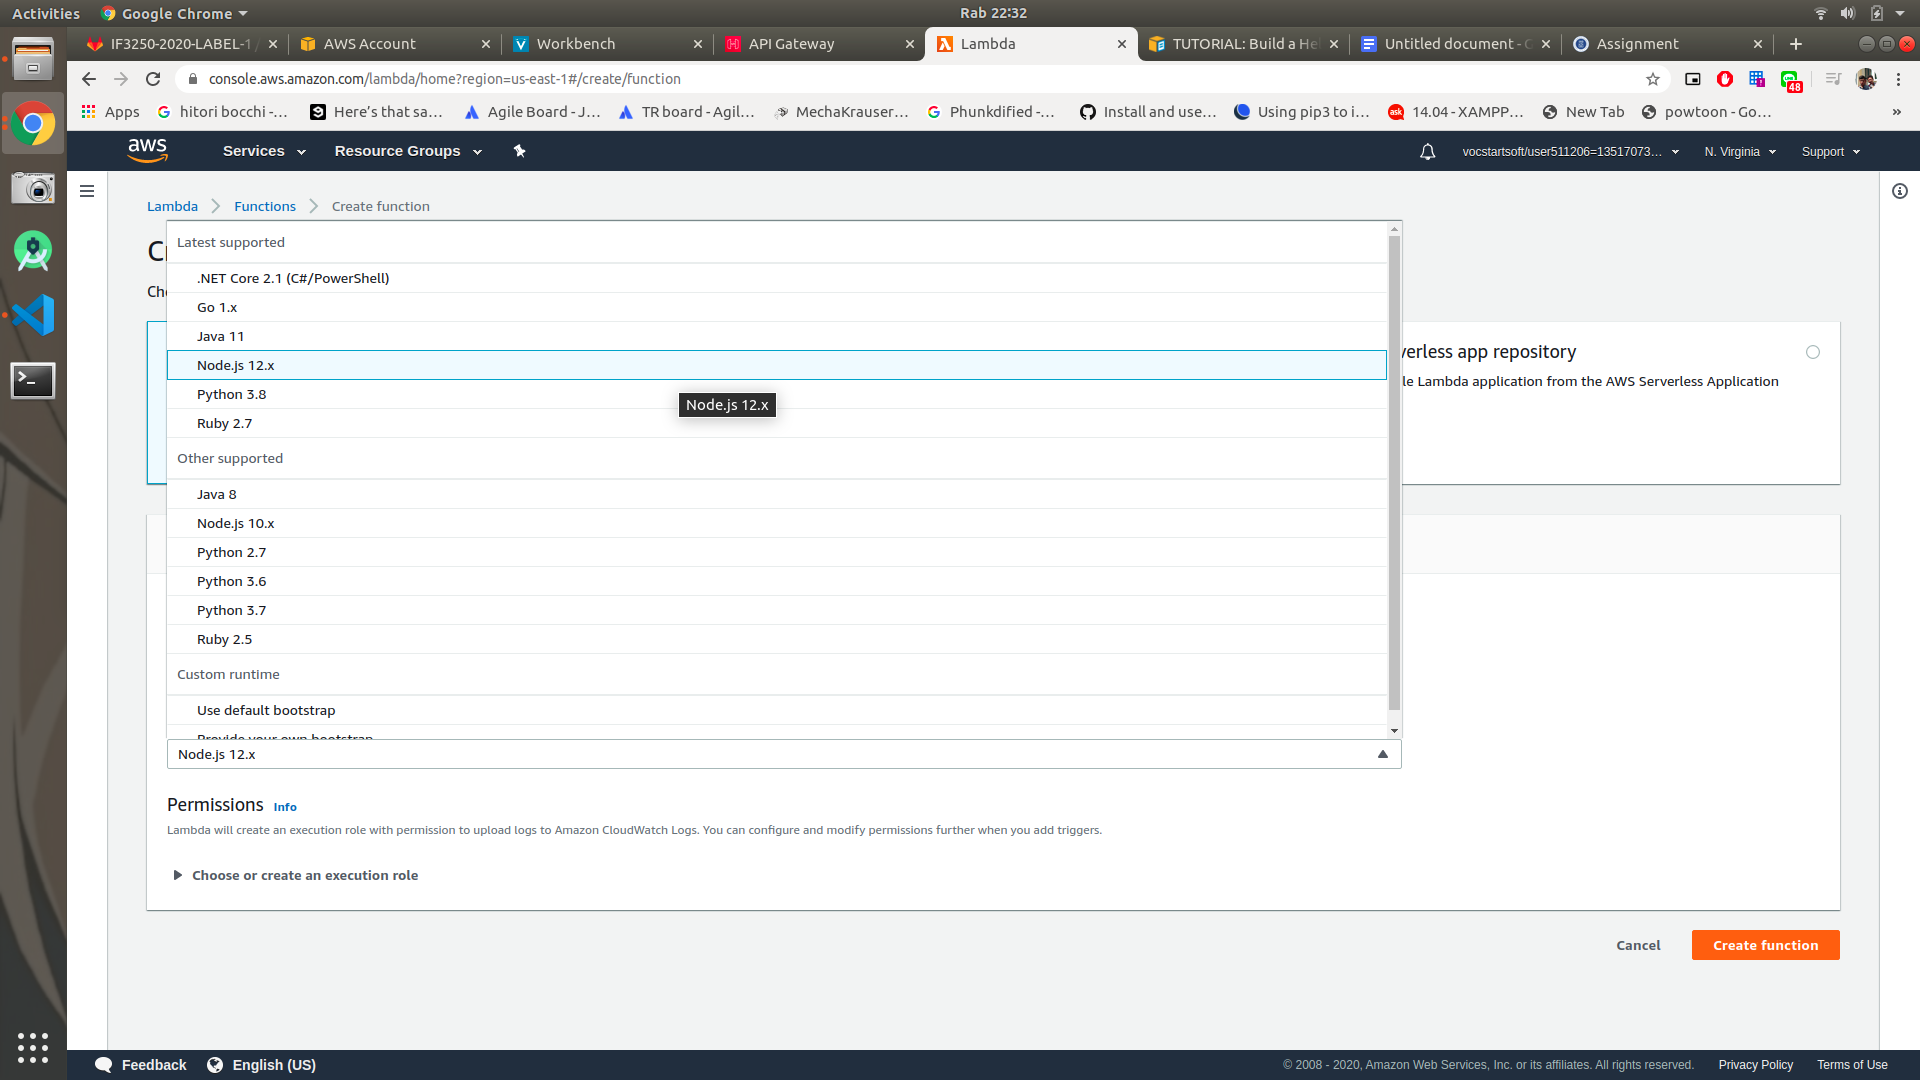 Activities
Google Chrome
Rab 22:32
IF3250-2020-LABEL-1
AWS Account
Workbench
API Gateway
Lambda
TUTORIAL: Build a He
Untitled document -
Assignment
console.aws.amazon.com/lambda/home?region=us-east-1#/create/function
48
Apps
hitori bocchi -...
Here's that sa...
Agile Board - J...
TR board - Agil...
MechaKrauser...
Phunkdified -...
Install and use...
Using pip3 to i...
ask
14.04 - XAMPP...
New Tab
powtoon - Go...
»
aws
Services
Resource Groups
vocstartsoft/user511206=13517073...
N. Virginia
Support
Lambda
Functions
Create function
Latest supported
.NET Core 2.1 (C#/PowerShell)
Go 1.x
Java 11
Node.js 12.x
Python 3.8
Node.js 12.x
Ruby 2.7
Other supported
Java 8
Node.js 10.x
Python 2.7
Python 3.6
Python 3.7
Ruby 2.5
Custom runtime
Use default bootstrap
Provide your own bootstrap
Node.js 12.x
erless app repository
le Lambda application from the AWS Serverless Application
Permissions Info
Lambda will create an execution role with permission to upload logs to Amazon CloudWatch Logs. You can configure and modify permissions further when you add triggers.
Choose or create an execution role
Cancel
Create function
Feedback
English (US)
© 2008 - 2020, Amazon Web Services, Inc. or its affiliates. All rights reserved.
Privacy Policy
Terms of Use